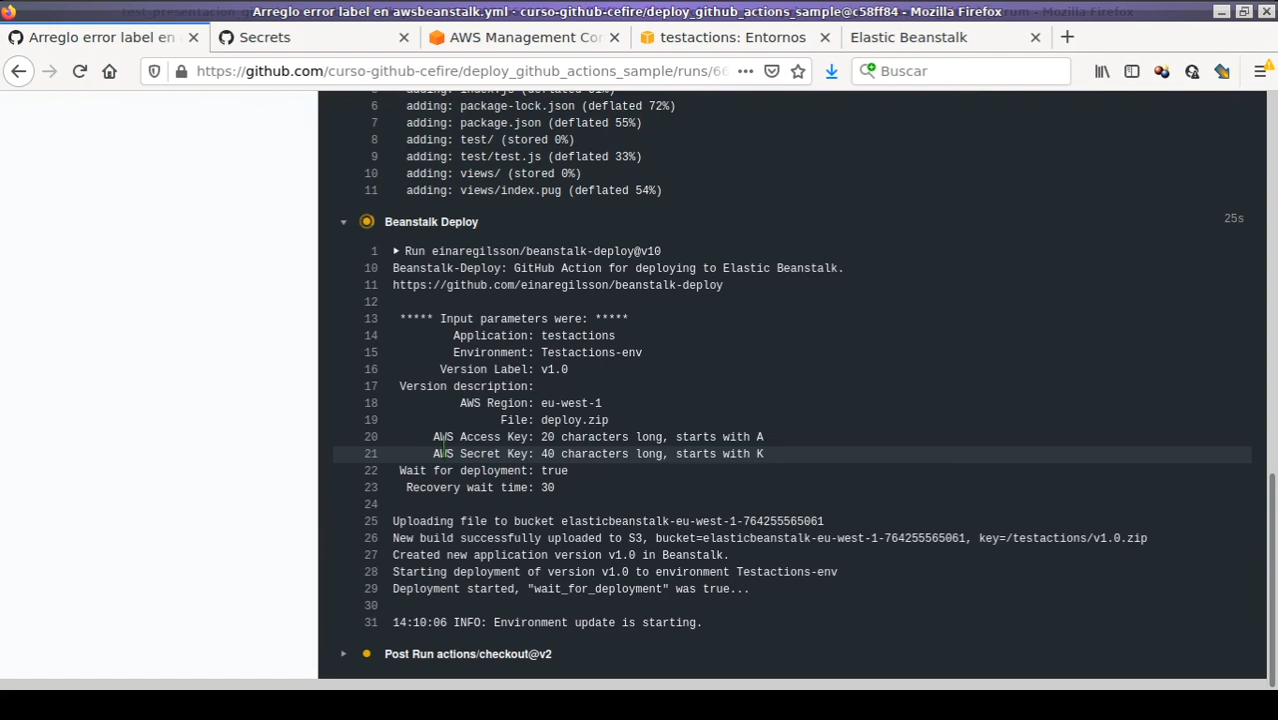 Arreglo error label en awsbeanstalk.yml - curso-github-cefire/deploy_github_actions_sample@c58ff84 - Mozilla Firefox
Arreglo error label en
Secrets
AWS Management Con
testactions: Entornos
Elastic Beanstalk
https://github.com/curso-github-cefire/deploy_github_actions_sample/runs/66
Buscar
5 adding: index.js (deflated 61%)
6 adding: package-lock.json (deflated 72%)
7 adding: package.json (deflated 55%)
8 adding: test/ (stored 0%)
9 adding: test/test.js (deflated 33%)
10 adding: views/ (stored 0%)
11 adding: views/index.pug (deflated 54%)
Beanstalk Deploy 25s
1 Run einaregilsson/beanstalk-deploy@v10
10 Beanstalk-Deploy: GitHub Action for deploying to Elastic Beanstalk.
11 https://github.com/einaregilsson/beanstalk-deploy
12
13 ***** Input parameters were: *****
14 Application: testactions
15 Environment: Testactions-env
16 Version Label: v1.0
17 Version description:
18 AWS Region: eu-west-1
19 File: deploy.zip
20 AWS Access Key: 20 characters long, starts with A
21 AWS Secret Key: 40 characters long, starts with K
22 Wait for deployment: true
23 Recovery wait time: 30
24
25 Uploading file to bucket elasticbeanstalk-eu-west-1-764255565061
26 New build successfully uploaded to S3, bucket=elasticbeanstalk-eu-west-1-764255565061, key=/testactions/v1.0.zip
27 Created new application version v1.0 in Beanstalk.
28 Starting deployment of version v1.0 to environment Testactions-env
29 Deployment started, "wait_for_deployment" was true...
30
31 14:10:06 INFO: Environment update is starting.
Post Run actions/checkout@v2